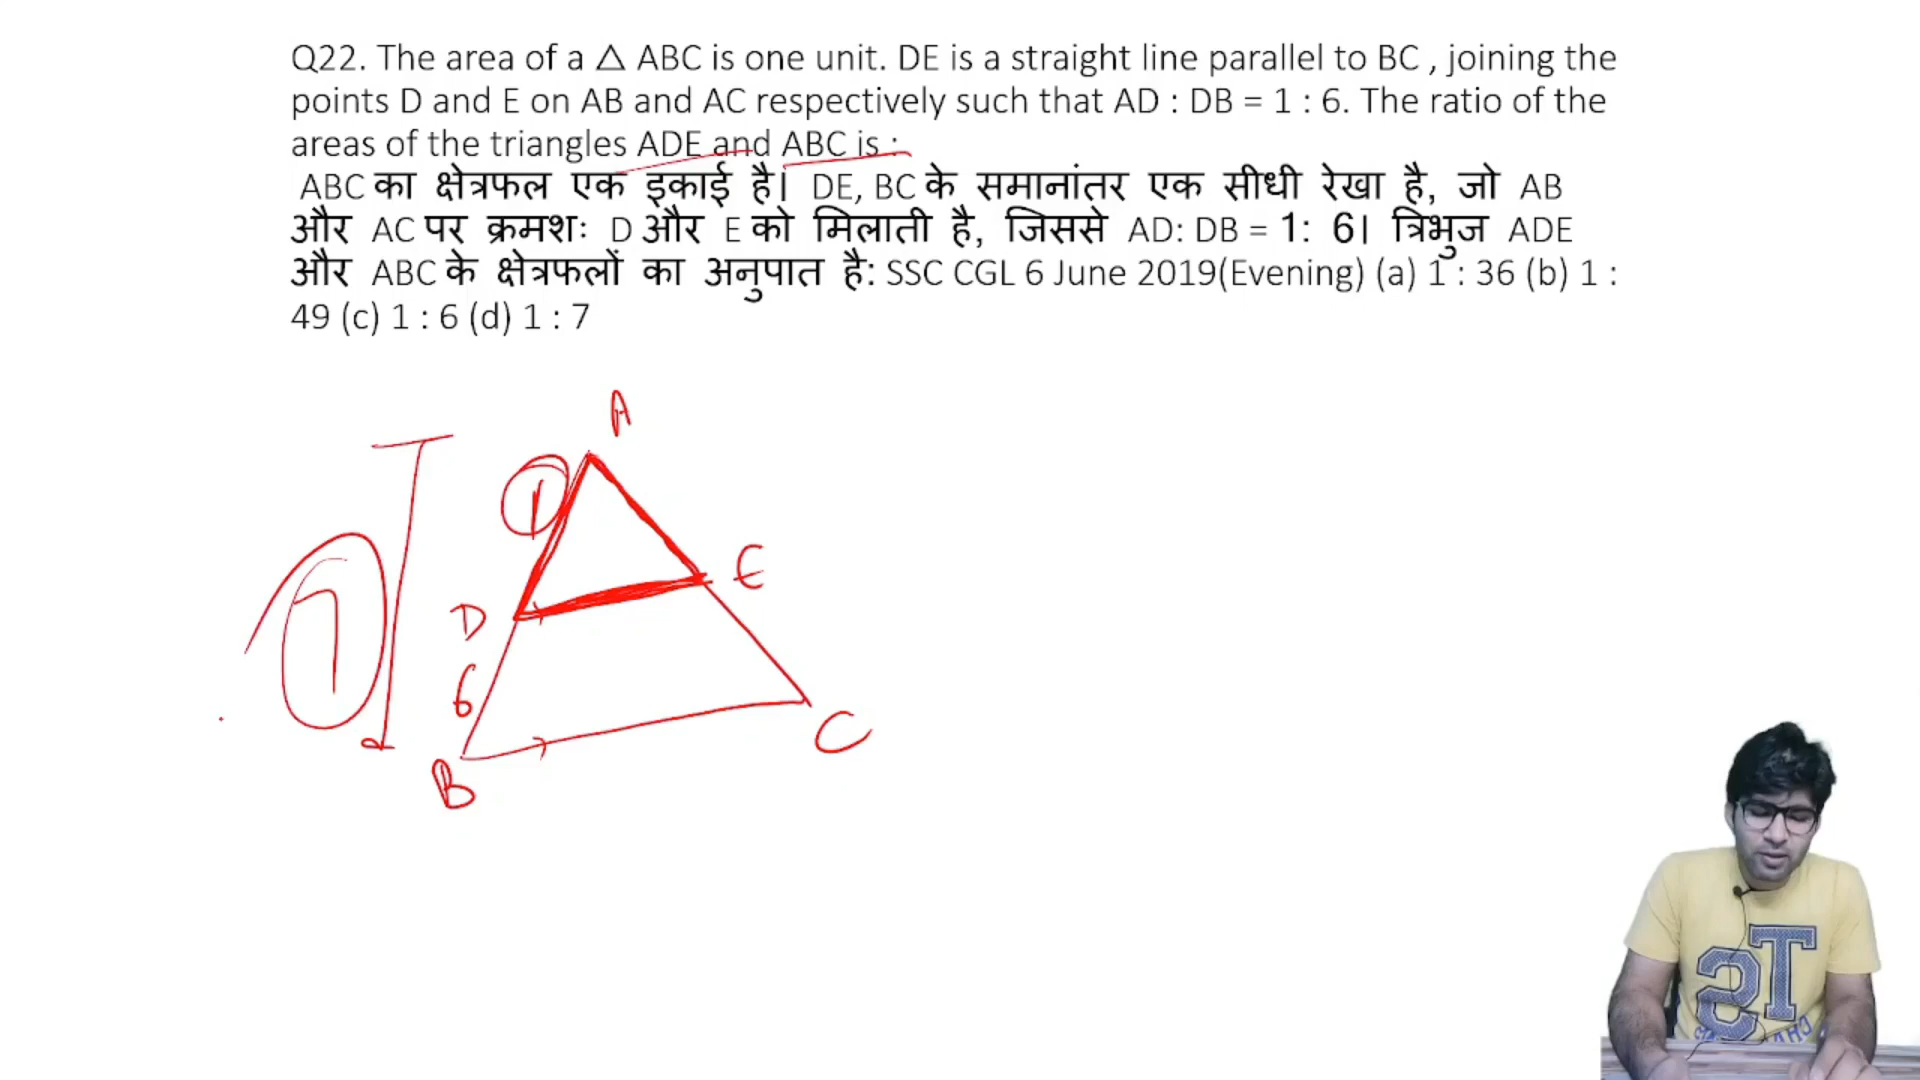 Q22. The area of a △ ABC is one unit. DE is a straight line parallel to BC , joining the
points D and E on AB and AC respectively such that AD : DB = 1 : 6. The ratio of the
areas of the triangles ADE and ABC is :
ABC का क्षेत्रफल एक इकाई है। DE, BC के समानांतर एक सीधी रेखा है, जो AB
और AC पर क्रमशः D और E को मिलाती है, जिससे AD: DB = 1: 6। त्रिभुज ADE
और ABC के क्षेत्रफलों का अनुपात है: SSC CGL 6 June 2019(Evening) (a) 1 : 36 (b) 1 :
49 (c) 1 : 6 (d) 1 : 7
A
1
E
D
7
6
C
B
ST